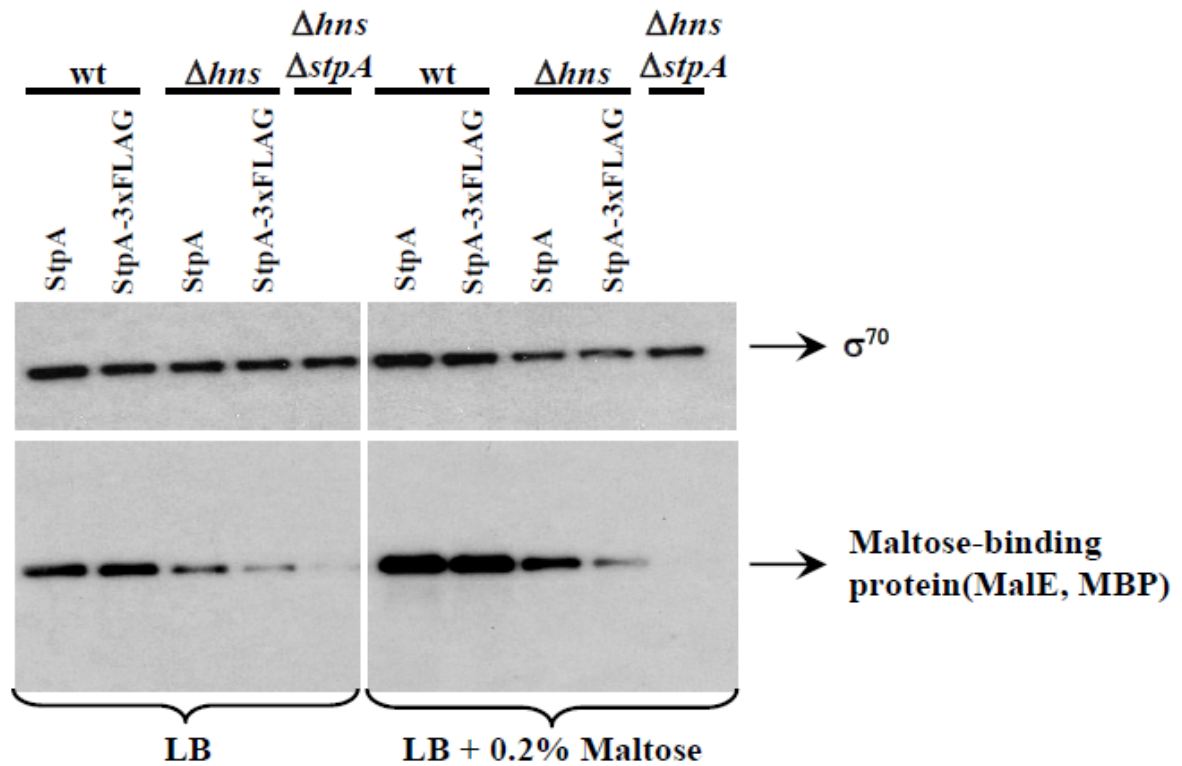 Δhns
ΔstpA
Δhns
ΔstpA
wt
Δhns
wt
Δhns
StpA
StpA-3xFLAG
StpA
StpA-3xFLAG
StpA
StpA-3xFLAG
StpA
StpA-3xFLAG
σ70
Maltose-binding
protein(MalE, MBP)
LB
LB + 0.2% Maltose